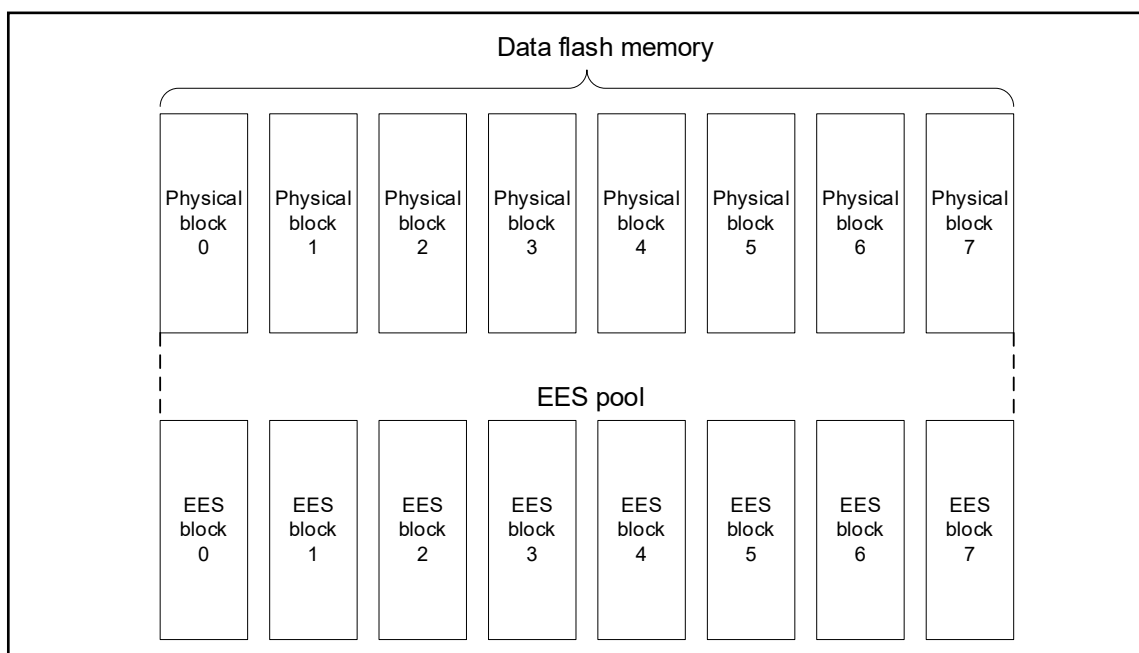 Data flash memory
Physical
block
0
Physical
block
1
Physical
block
2
Physical
block
3
Physical
block
4
Physical
block
5
Physical
block
6
Physical
block
7
EES pool
EES
block
0
EES
block
1
EES
block
2
EES
block
3
EES
block
4
EES
block
5
EES
block
6
EES
block
7